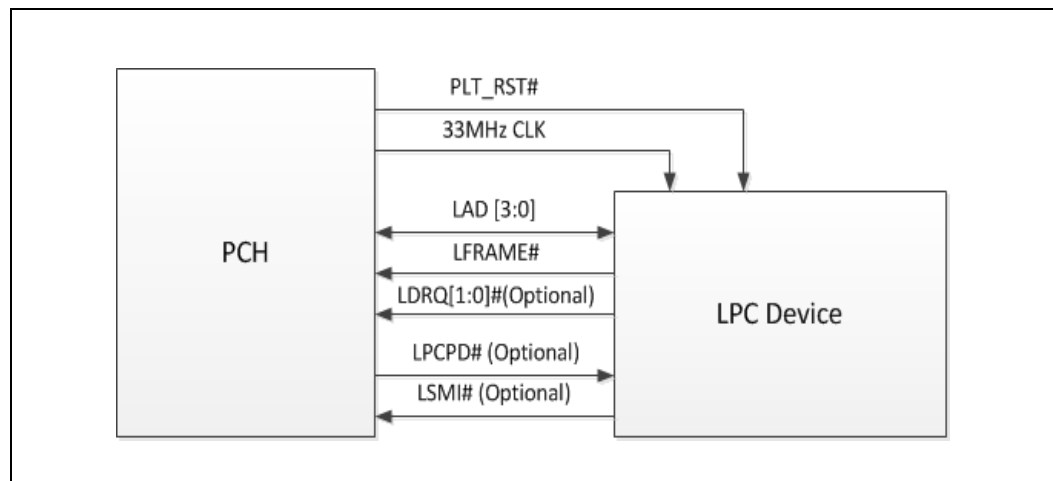 PLT_RST#
33MHz CLK
PCH
LAD [3:0]
LFRAME#
LDRQ[1:0]#(Optional)
LPC Device
LPCPD# (Optional)
LSMI# (Optional)